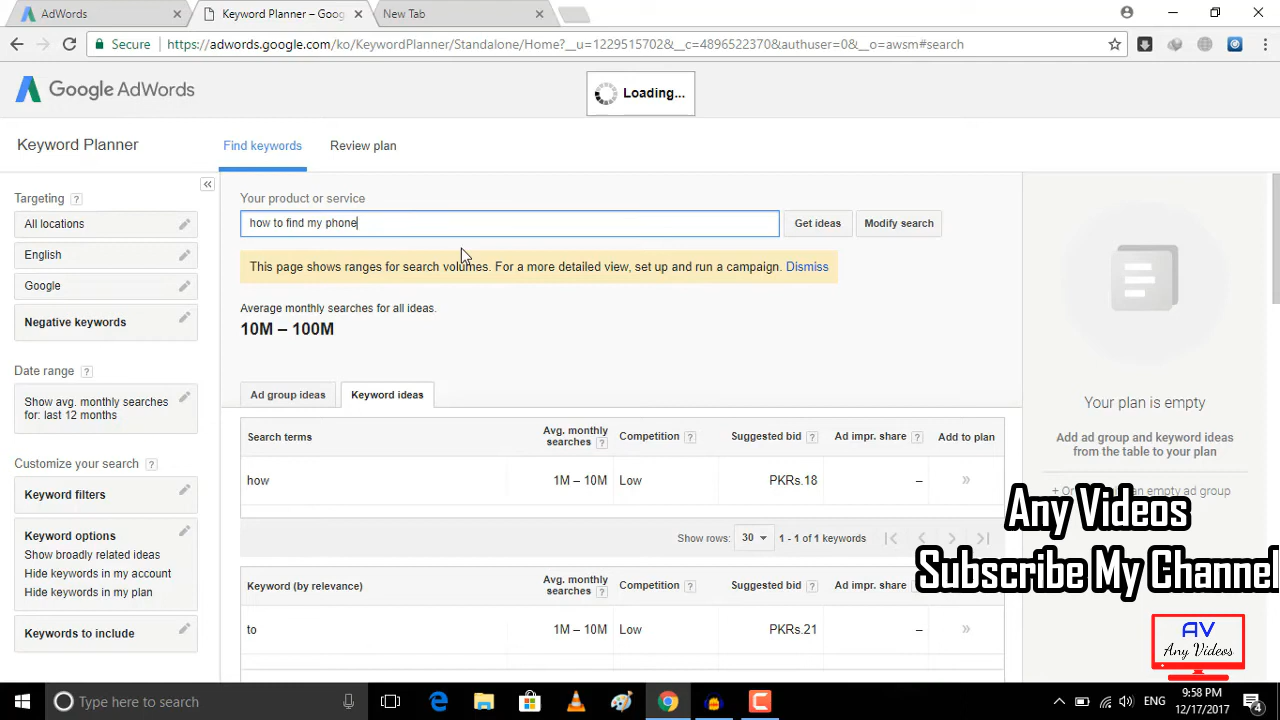 AdWords
Keyword Planner – Goog
New Tab
Secure
https://adwords.google.com/ko/KeywordPlanner/Standalone/Home?__u=1229515702&__c=4896522370&authuser=0&__o=awsm#search
Google AdWords
Loading...
Keyword Planner
Find keywords
Review plan
Targeting ?
All locations
English
Google
Negative keywords
Date range ?
Show avg. monthly searches
for: last 12 months
Customize your search ?
Keyword filters
Keyword options
Show broadly related ideas
Hide keywords in my account
Hide keywords in my plan
Keywords to include
Your product or service
how to find my phone
Get ideas
Modify search
This page shows ranges for search volumes. For a more detailed view, set up and run a campaign. Dismiss
Average monthly searches for all ideas.
10M – 100M
Ad group ideas
Keyword ideas
Search terms
Avg. monthly
searches ?
Competition ?
Suggested bid ?
Ad impr. share ?
Add to plan
how
1M – 10M
Low
PKRs.18
–
»
Show rows: 30
1 - 1 of 1 keywords
Keyword (by relevance)
Avg. monthly
searches ?
Competition ?
Suggested bid ?
Ad impr. share ?
to
1M – 10M
Low
PKRs.21
–
»
Your plan is empty
Add ad group and keyword ideas
from the table to your plan
an empty ad group
Any Videos
Subscribe My Channel
AV
Any Videos
Type here to search
ENG
9:58 PM
12/17/2017
4